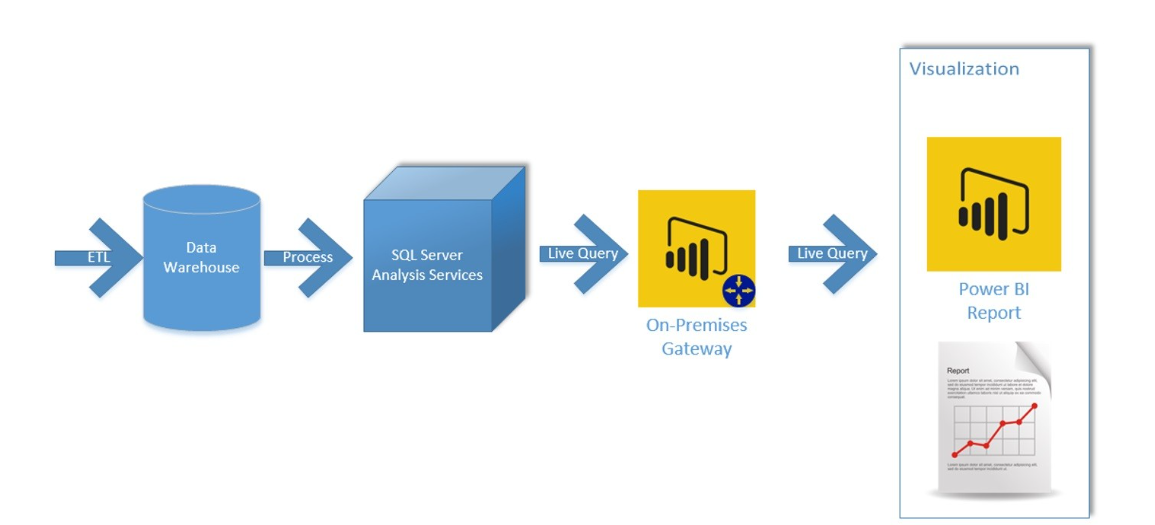 Visualization
ETL
Data
Warehouse
Process
SQL Server
Analysis Services
Live Query
On-Premises
Gateway
Live Query
Power BI
Report
Report